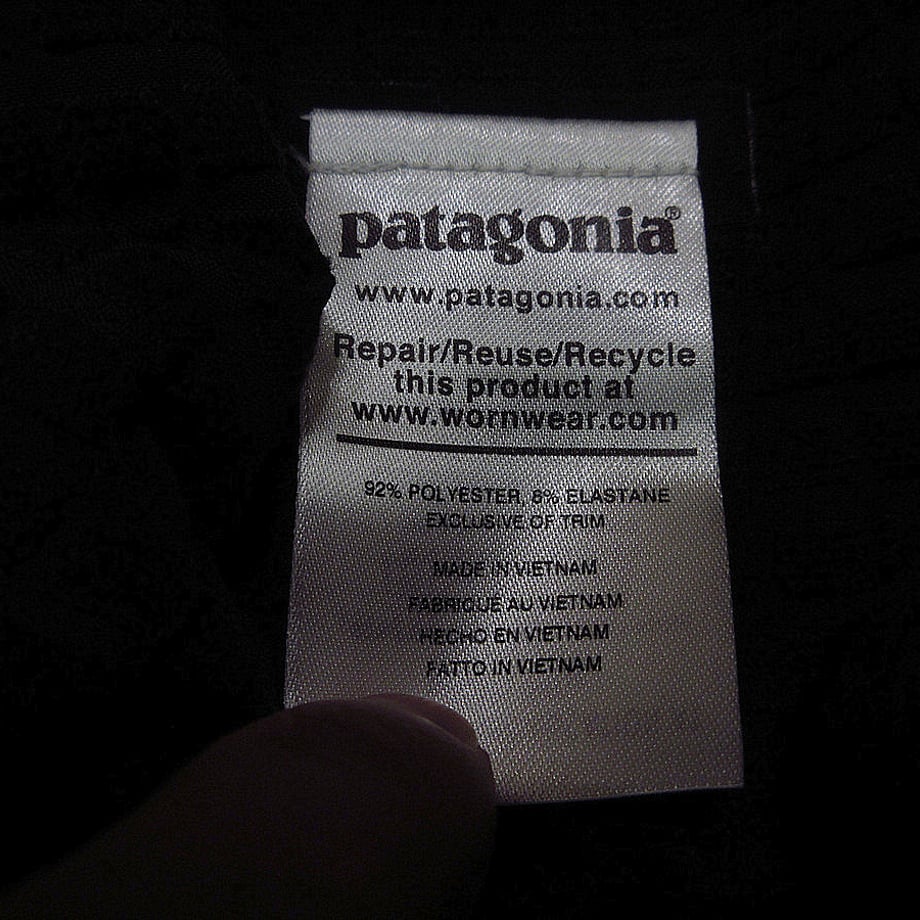 patagonia®
www.patagonia.com
Repair/Reuse/Recycle
this product at
www.wornwear.com
92% POLYESTER, 8% ELASTANE
EXCLUSIVE OF TRIM
MADE IN VIETNAM
FABRIQUÉ AU VIETNAM
HECHO EN VIETNAM
FATTO IN VIETNAM